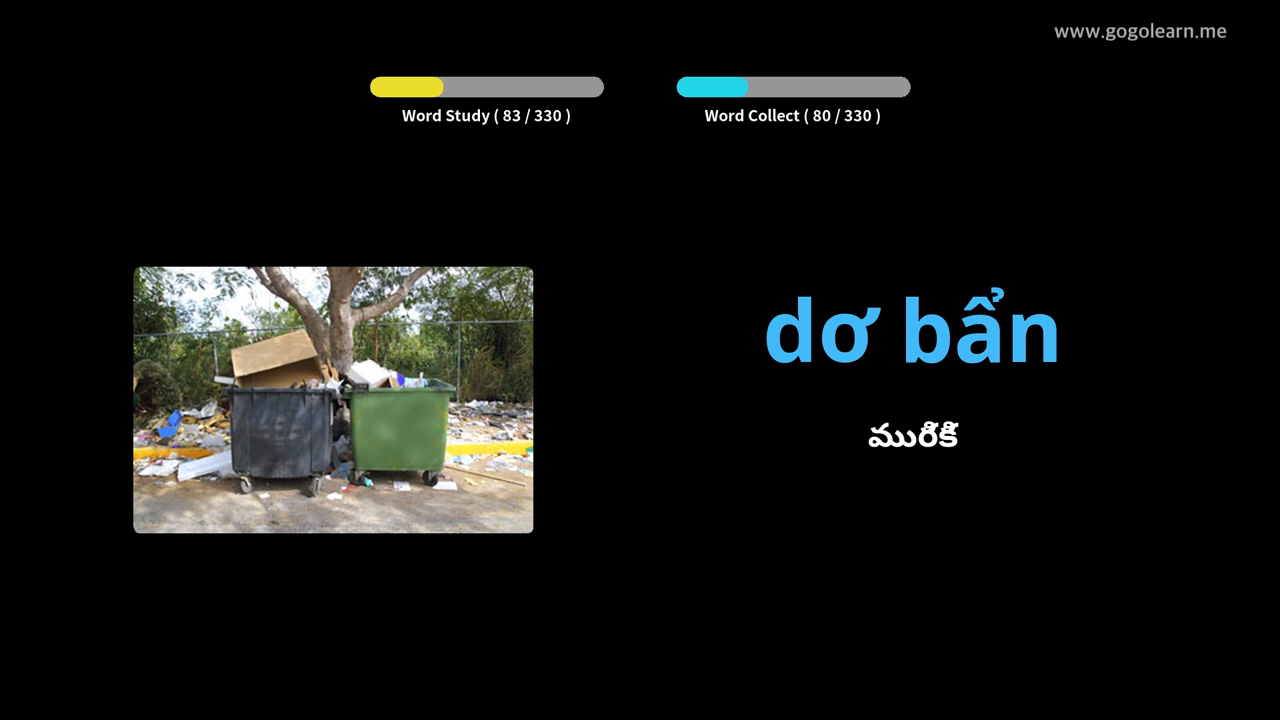 www.gogolearn.me
Word Study ( 83 / 330 )
Word Collect ( 80 / 330 )
dơ bẩn
మురికి